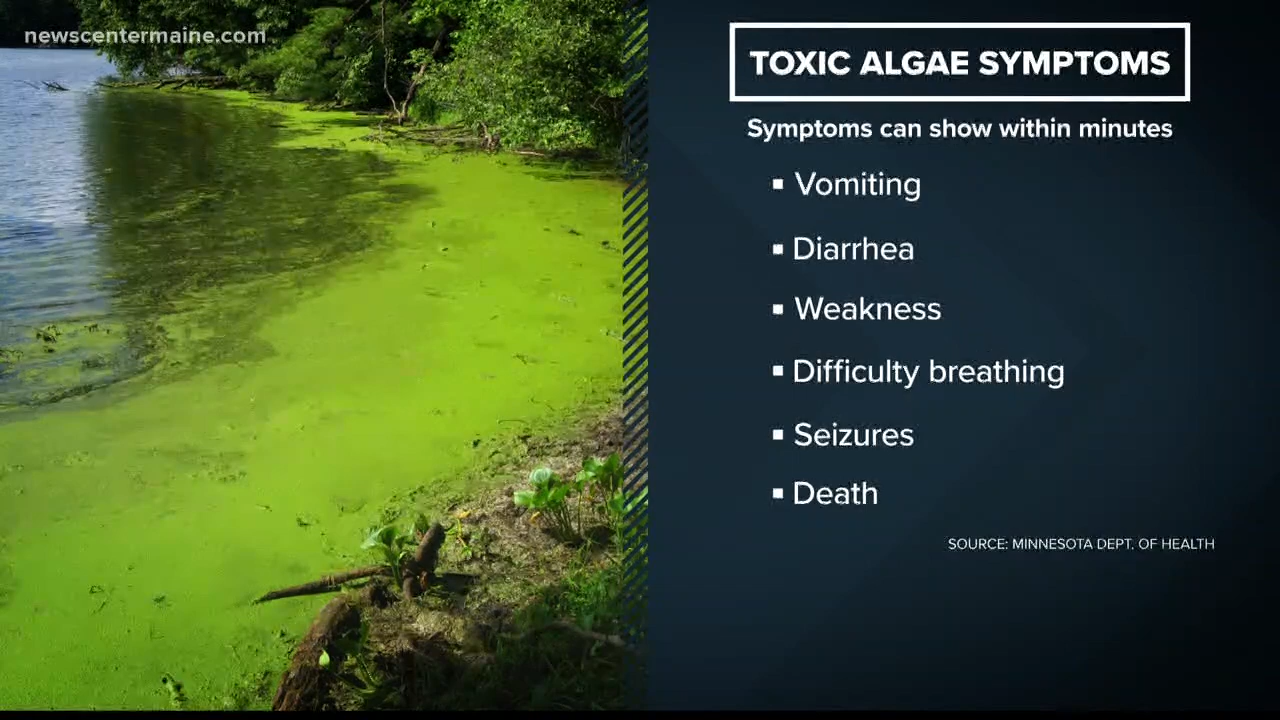 newscentermaine.com
TOXIC ALGAE SYMPTOMS
Symptoms can show within minutes
▪ Vomiting
▪ Diarrhea
▪ Weakness
▪ Difficulty breathing
▪ Seizures
▪ Death
SOURCE: MINNESOTA DEPT. OF HEALTH